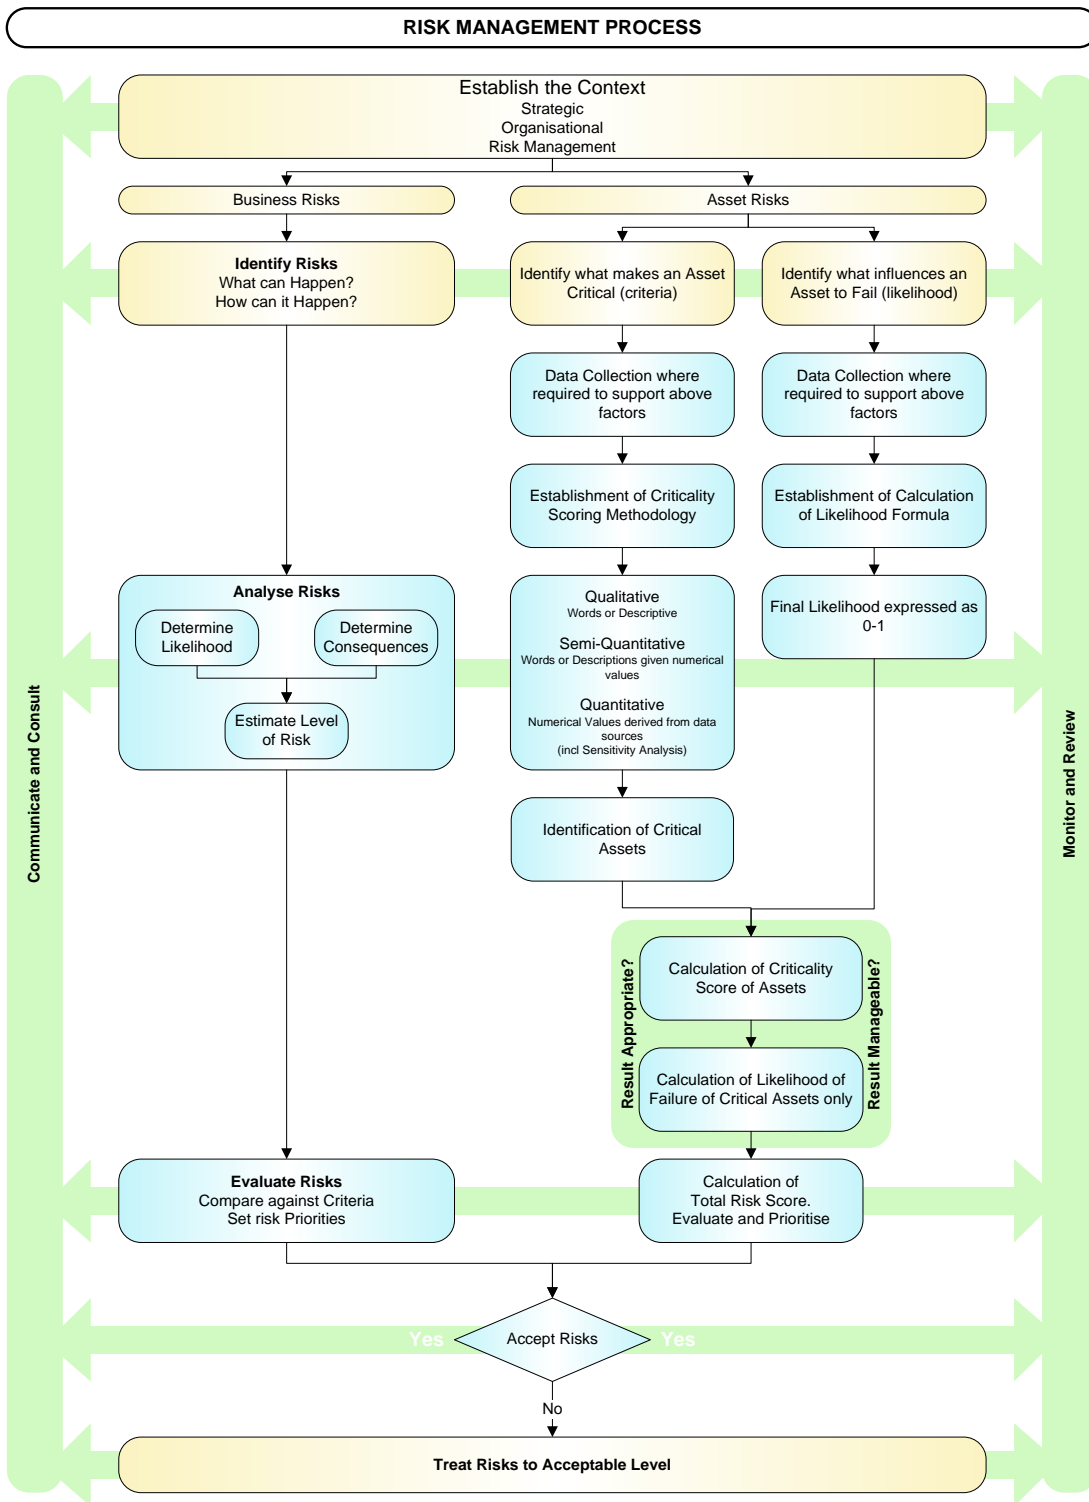 RISK MANAGEMENT PROCESS
Establish the Context
Strategic
Organisational
Risk Management
Business Risks
Asset Risks
Identify Risks
What can Happen?
How can it Happen?
Identify what makes an Asset
Critical (criteria)
Identify what influences an
Asset to Fail (likelihood)
Data Collection where
required to support above
factors
Data Collection where
required to support above
factors
Establishment of Criticality
Scoring Methodology
Establishment of Calculation
of Likelihood Formula
Analyse Risks
Determine
Likelihood
Determine
Consequences
Estimate Level
of Risk
Qualitative
Words or Descriptive
Semi-Quantitative
Words or Descriptions given numerical
values
Quantitative
Numerical Values derived from data
sources
(incl Sensitivity Analysis)
Final Likelihood expressed as
0-1
Communicate and Consult
Monitor and Review
Identification of Critical
Assets
Result Appropriate?
Calculation of Criticality
Score of Assets
Calculation of Likelihood of
Failure of Critical Assets only
Result Manageable?
Evaluate Risks
Compare against Criteria
Set risk Priorities
Calculation of
Total Risk Score.
Evaluate and Prioritise
Yes
Accept Risks
Yes
No
Treat Risks to Acceptable Level